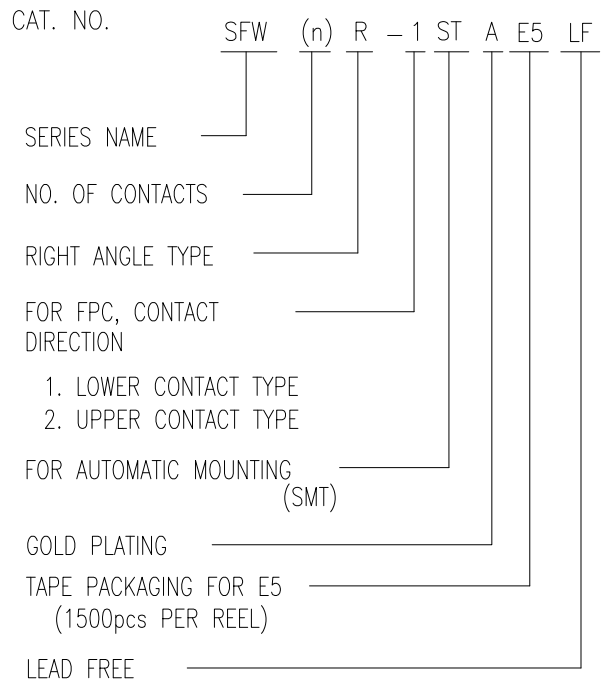 CAT. NO.
SFW (n) R - 1 ST A E5 LF
SERIES NAME
NO. OF CONTACTS
RIGHT ANGLE TYPE
FOR FPC, CONTACT
DIRECTION
1. LOWER CONTACT TYPE
2. UPPER CONTACT TYPE
FOR AUTOMATIC MOUNTING
(SMT)
GOLD PLATING
TAPE PACKAGING FOR E5
(1500pcs PER REEL)
LEAD FREE